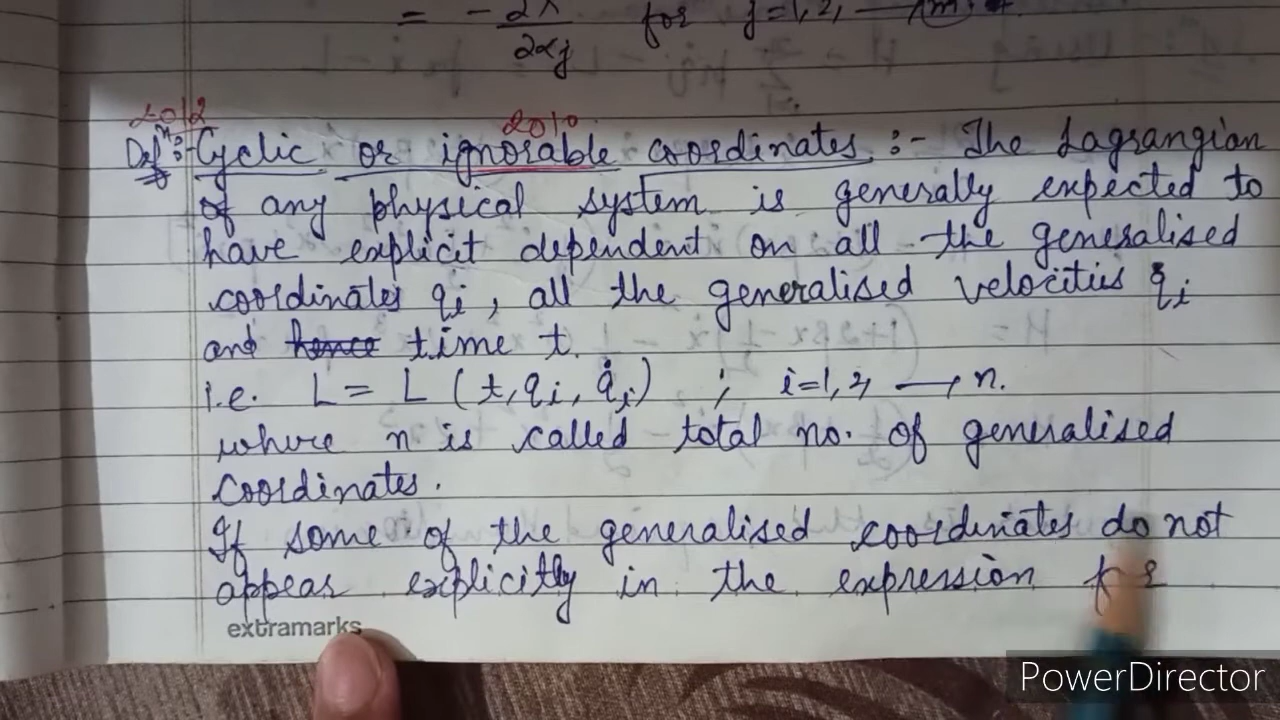 = - ∂λ/∂αj for j=1,2, → m.
2012
2010
Defn :- Cyclic or ignorable coordinates :- The Lagrangian
of any physical system is generally expected to
have explicit dependent on all the generalised
coordinates qi, all the generalised velocities q̇i
and hence time t.
i.e. L = L (t, qi, q̇i) ; i=1,2, → n.
where n is called total no. of generalised
coordinates.
If some of the generalised coordinates do not
appear explicitly in the expression
extramarks
PowerDirector